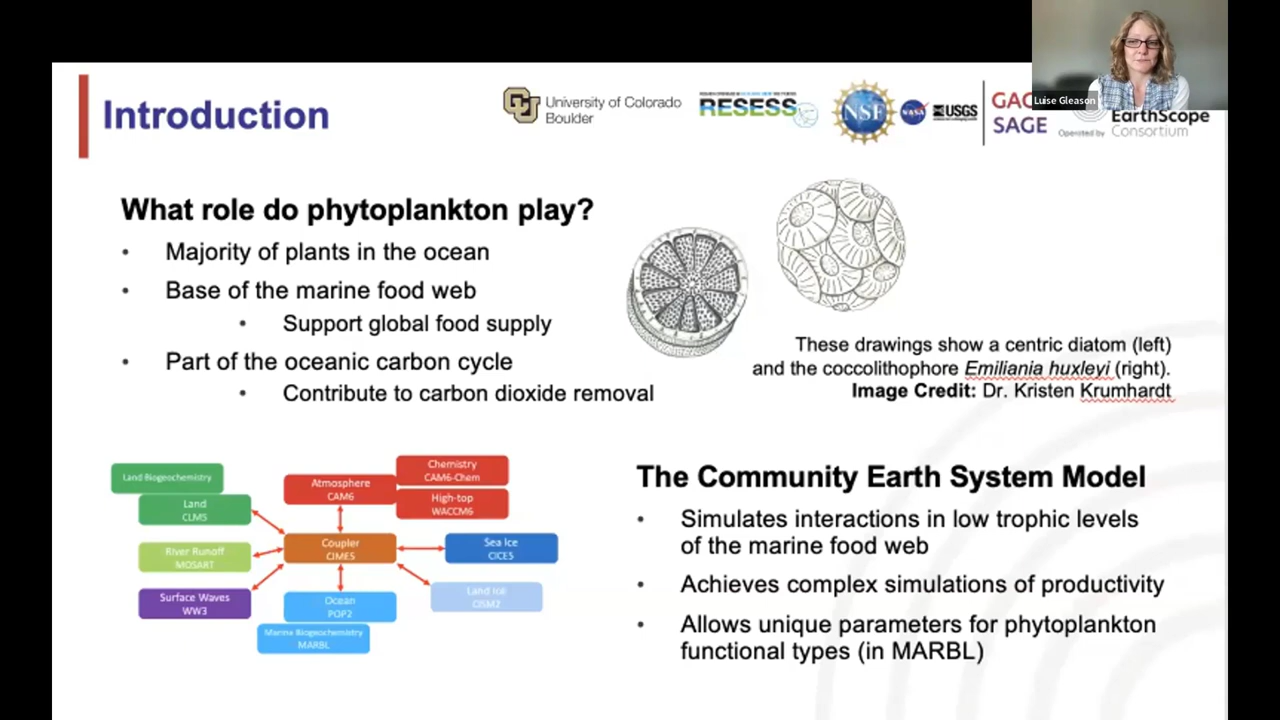 Luise Gleason
Introduction
University of Colorado
Boulder
RESESS
NSF
NASA
USGS
SAGE
Operated by
EarthScope
Consortium
What role do phytoplankton play?
• Majority of plants in the ocean
• Base of the marine food web
• Support global food supply
• Part of the oceanic carbon cycle
• Contribute to carbon dioxide removal
These drawings show a centric diatom (left)
and the coccolithophore Emiliania huxleyi (right).
Image Credit: Dr. Kristen Krumhardt
Land Biogeochemistry
Land
CLM5
River Runoff
MOSART
Surface Waves
WW3
Atmosphere
CAM6
Chemistry
CAM6-Chem
High-top
WACCM6
Coupler
CIME5
Sea Ice
CICE5
Land Ice
CISM2
Ocean
POP2
Marine Biogeochemistry
MARBL
The Community Earth System Model
• Simulates interactions in low trophic levels
of the marine food web
• Achieves complex simulations of productivity
• Allows unique parameters for phytoplankton
functional types (in MARBL)